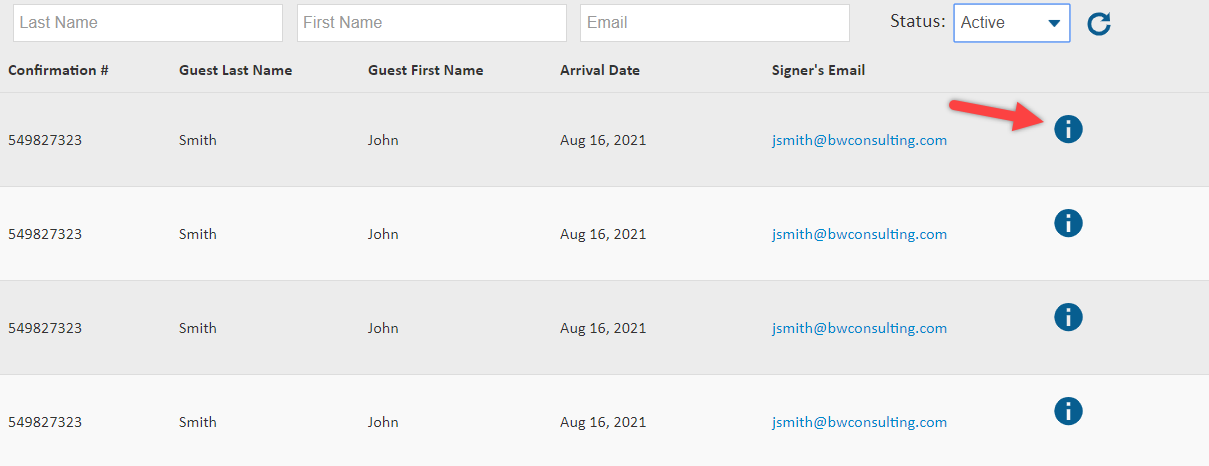 Last Name First Name Email Status: Active
Confirmation # Guest Last Name Guest First Name Arrival Date Signer's Email
549827323 Smith John Aug 16, 2021 jsmith@bwconsulting.com
549827323 Smith John Aug 16, 2021 jsmith@bwconsulting.com
549827323 Smith John Aug 16, 2021 jsmith@bwconsulting.com
549827323 Smith John Aug 16, 2021 jsmith@bwconsulting.com